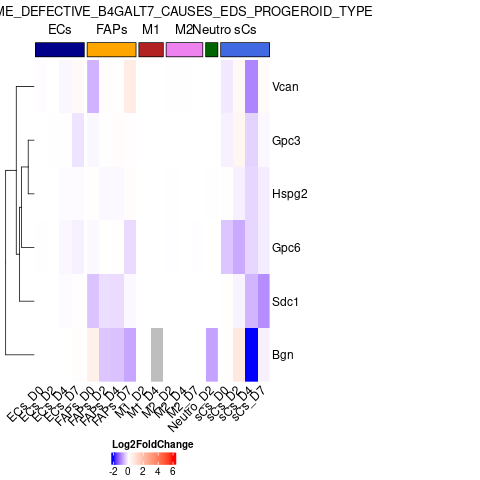 ME_DEFECTIVE_B4GALT7_CAUSES_EDS_PROGEROID_TYPE
ECs FAPs M1 M2 Neutro sCs
Vcan
Gpc3
Hspg2
Gpc6
Sdc1
Bgn
ECs_D0 ECs_D2 ECs_D4 ECs_D7 FAPs_D0 FAPs_D2 FAPs_D4 FAPs_D7 M1_D2 M1_D4 M2_D2 M2_D4 M2_D7 Neutro_D2 sCs_D0 sCs_D2 sCs_D4 sCs_D7
Log2FoldChange
-2 0 2 4 6